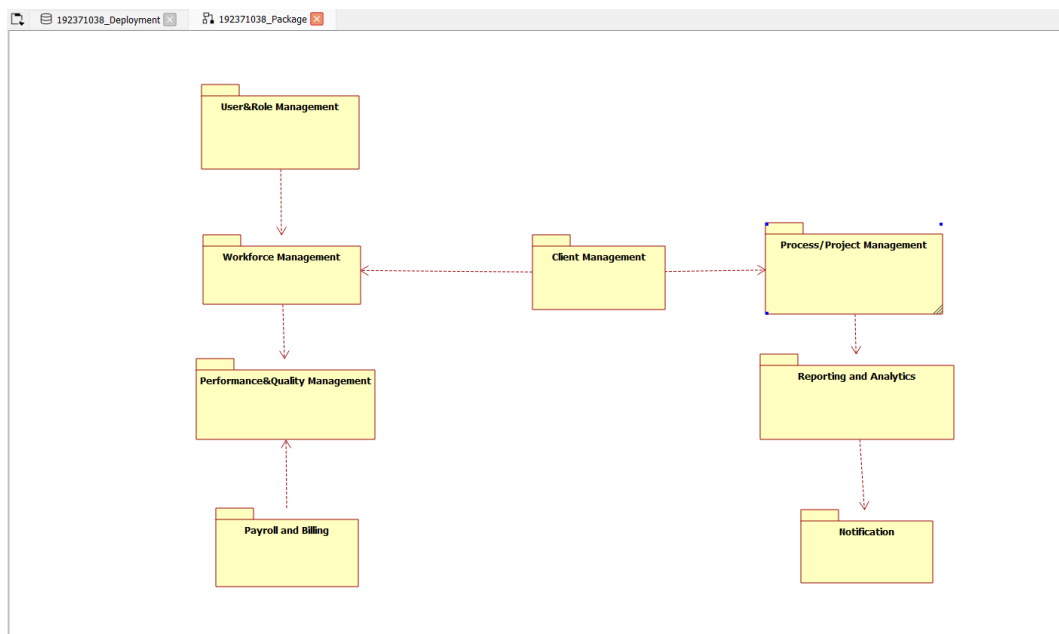 192371038_Deployment
192371038_Package
User&Role Management
Workforce Management
Client Management
Process/Project Management
Performance&Quality Management
Reporting and Analytics
Payroll and Billing
Notification